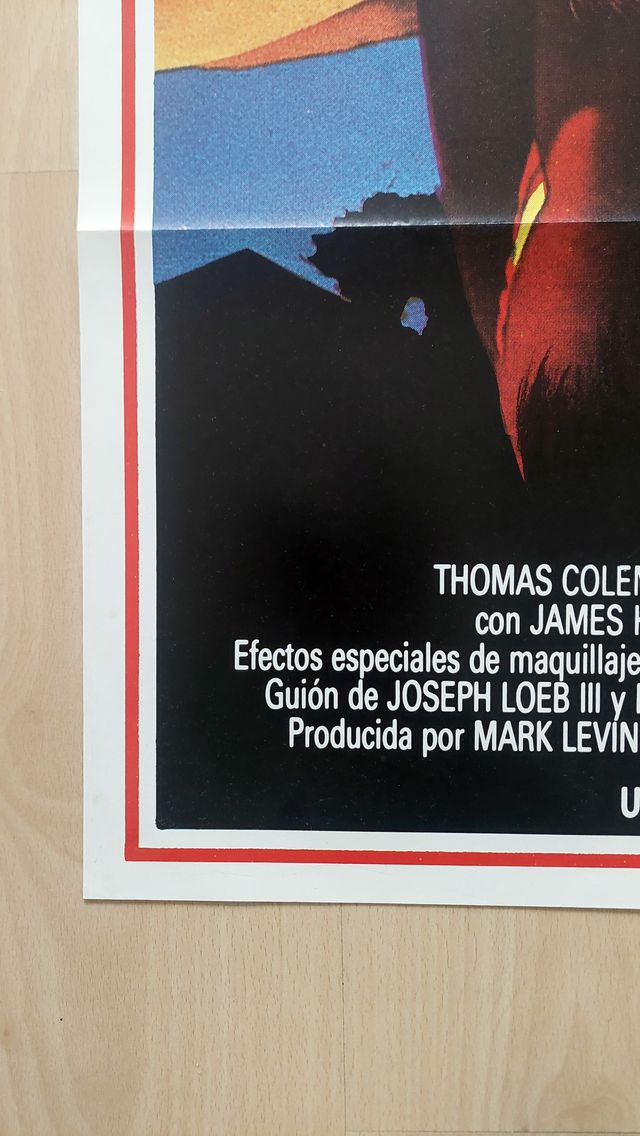 THOMAS COLEM
con JAMES
Efectos especiales de maquillaje
Guión de JOSEPH LOEB III y
Producida por MARK LEVIN
U